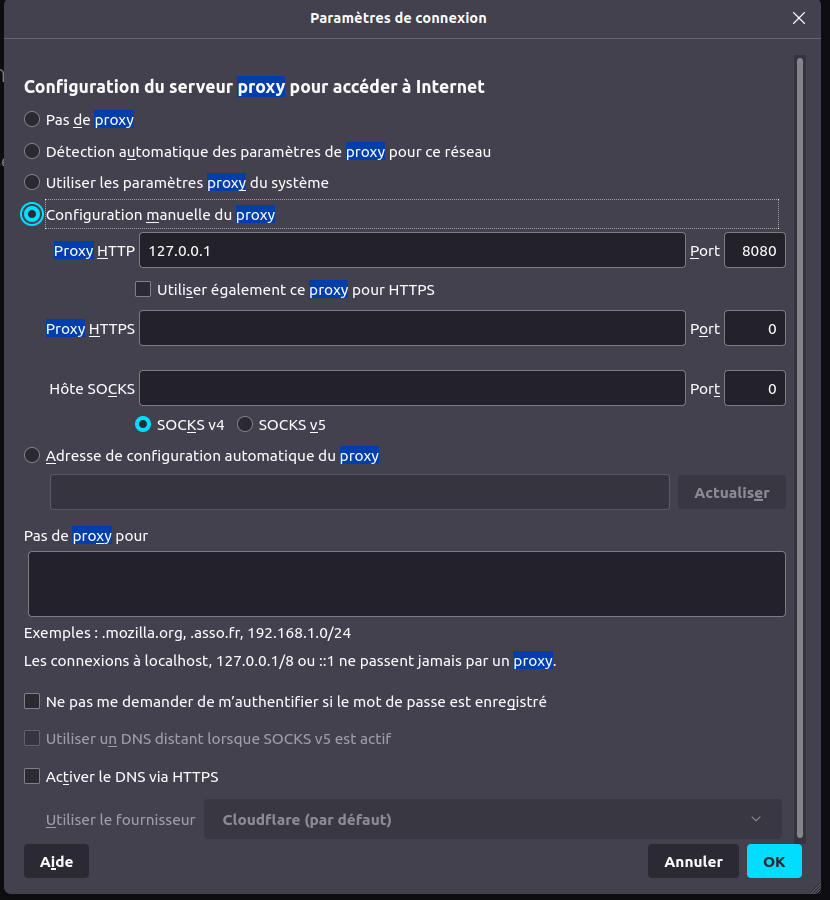 Paramètres de connexion
Configuration du serveur proxy pour accéder à Internet
Pas de proxy
Détection automatique des paramètres de proxy pour ce réseau
Utiliser les paramètres proxy du système
Configuration manuelle du proxy
Proxy HTTP 127.0.0.1 Port 8080
Utiliser également ce proxy pour HTTPS
Proxy HTTPS Port 0
Hôte SOCKS Port 0
SOCKS v4 SOCKS v5
Adresse de configuration automatique du proxy
Actualiser
Pas de proxy pour
Exemples : .mozilla.org, .asso.fr, 192.168.1.0/24
Les connexions à localhost, 127.0.0.1/8 ou ::1 ne passent jamais par un proxy.
Ne pas me demander de m’authentifier si le mot de passe est enregistré
Utiliser un DNS distant lorsque SOCKS v5 est actif
Activer le DNS via HTTPS
Utiliser le fournisseur Cloudflare (par défaut)
Aide Annuler OK